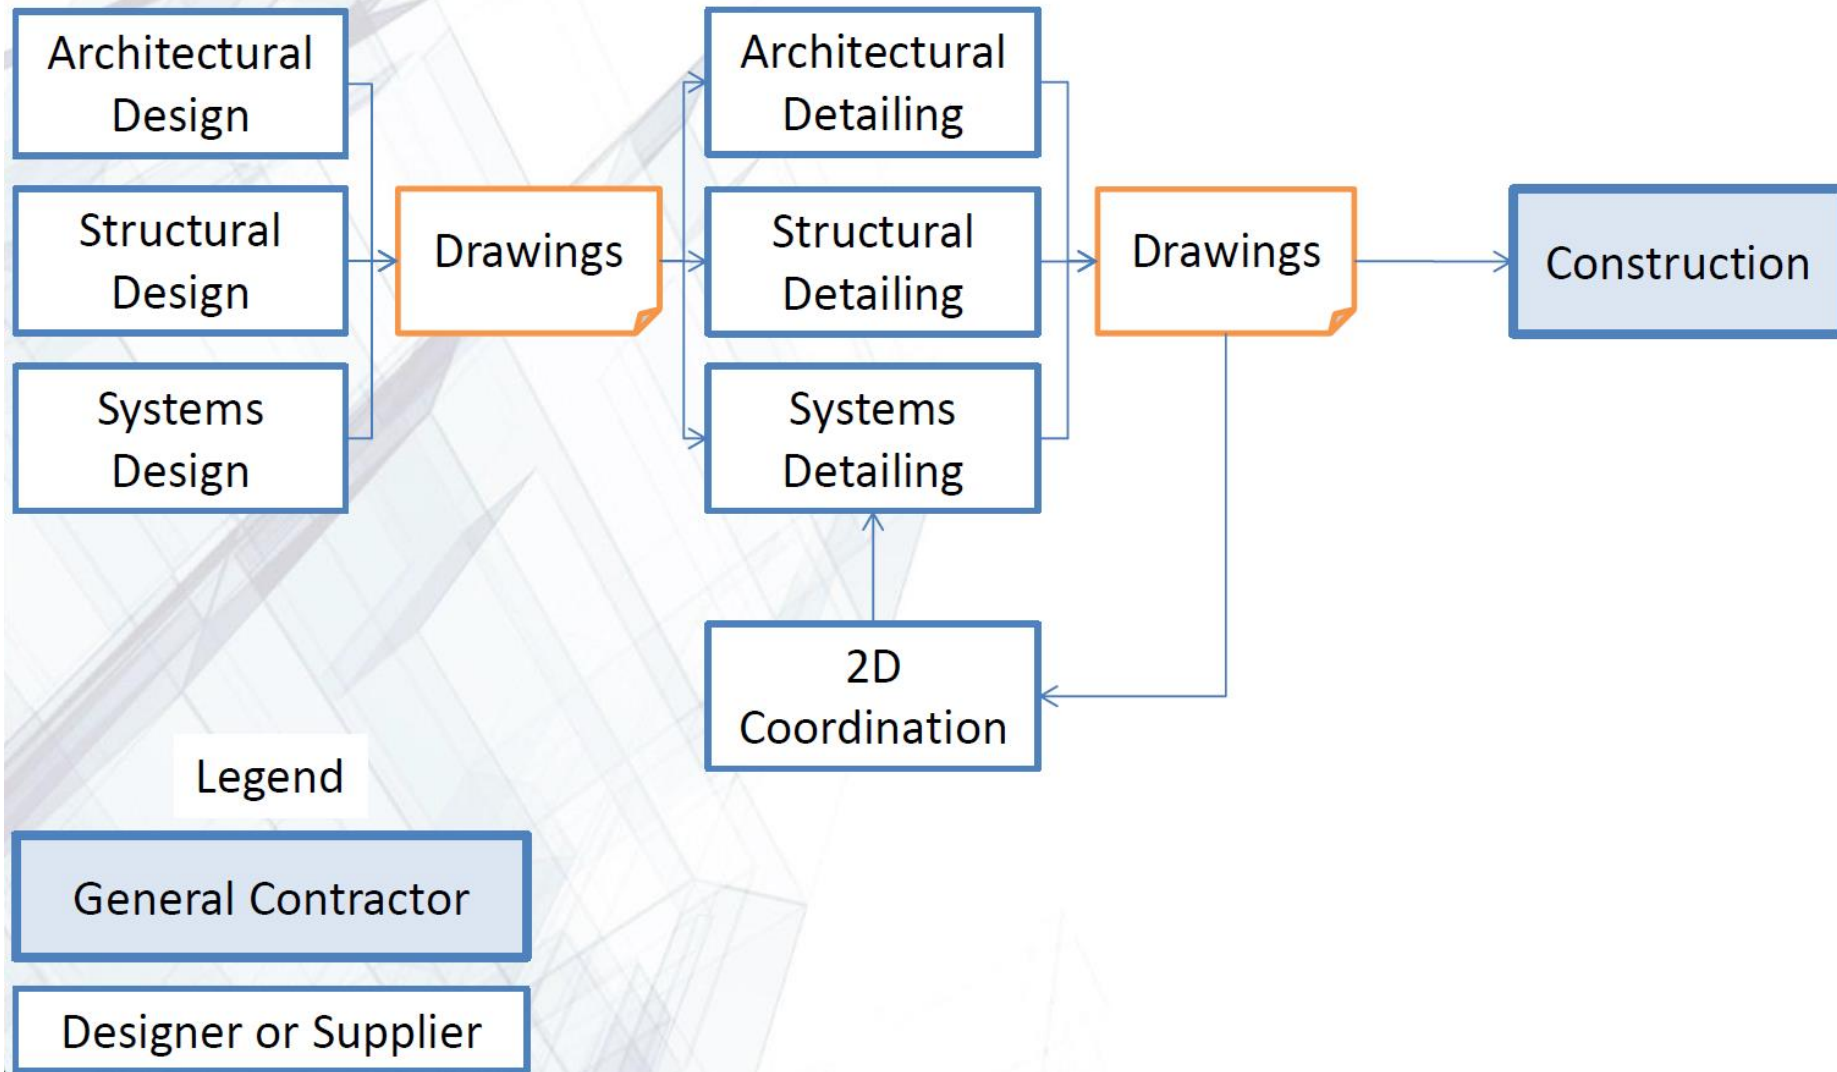 Architectural
Design
Structural
Design
Systems
Design
Drawings
Architectural
Detailing
Structural
Detailing
Systems
Detailing
2D
Coordination
Drawings
Construction
Legend
General Contractor
Designer or Supplier